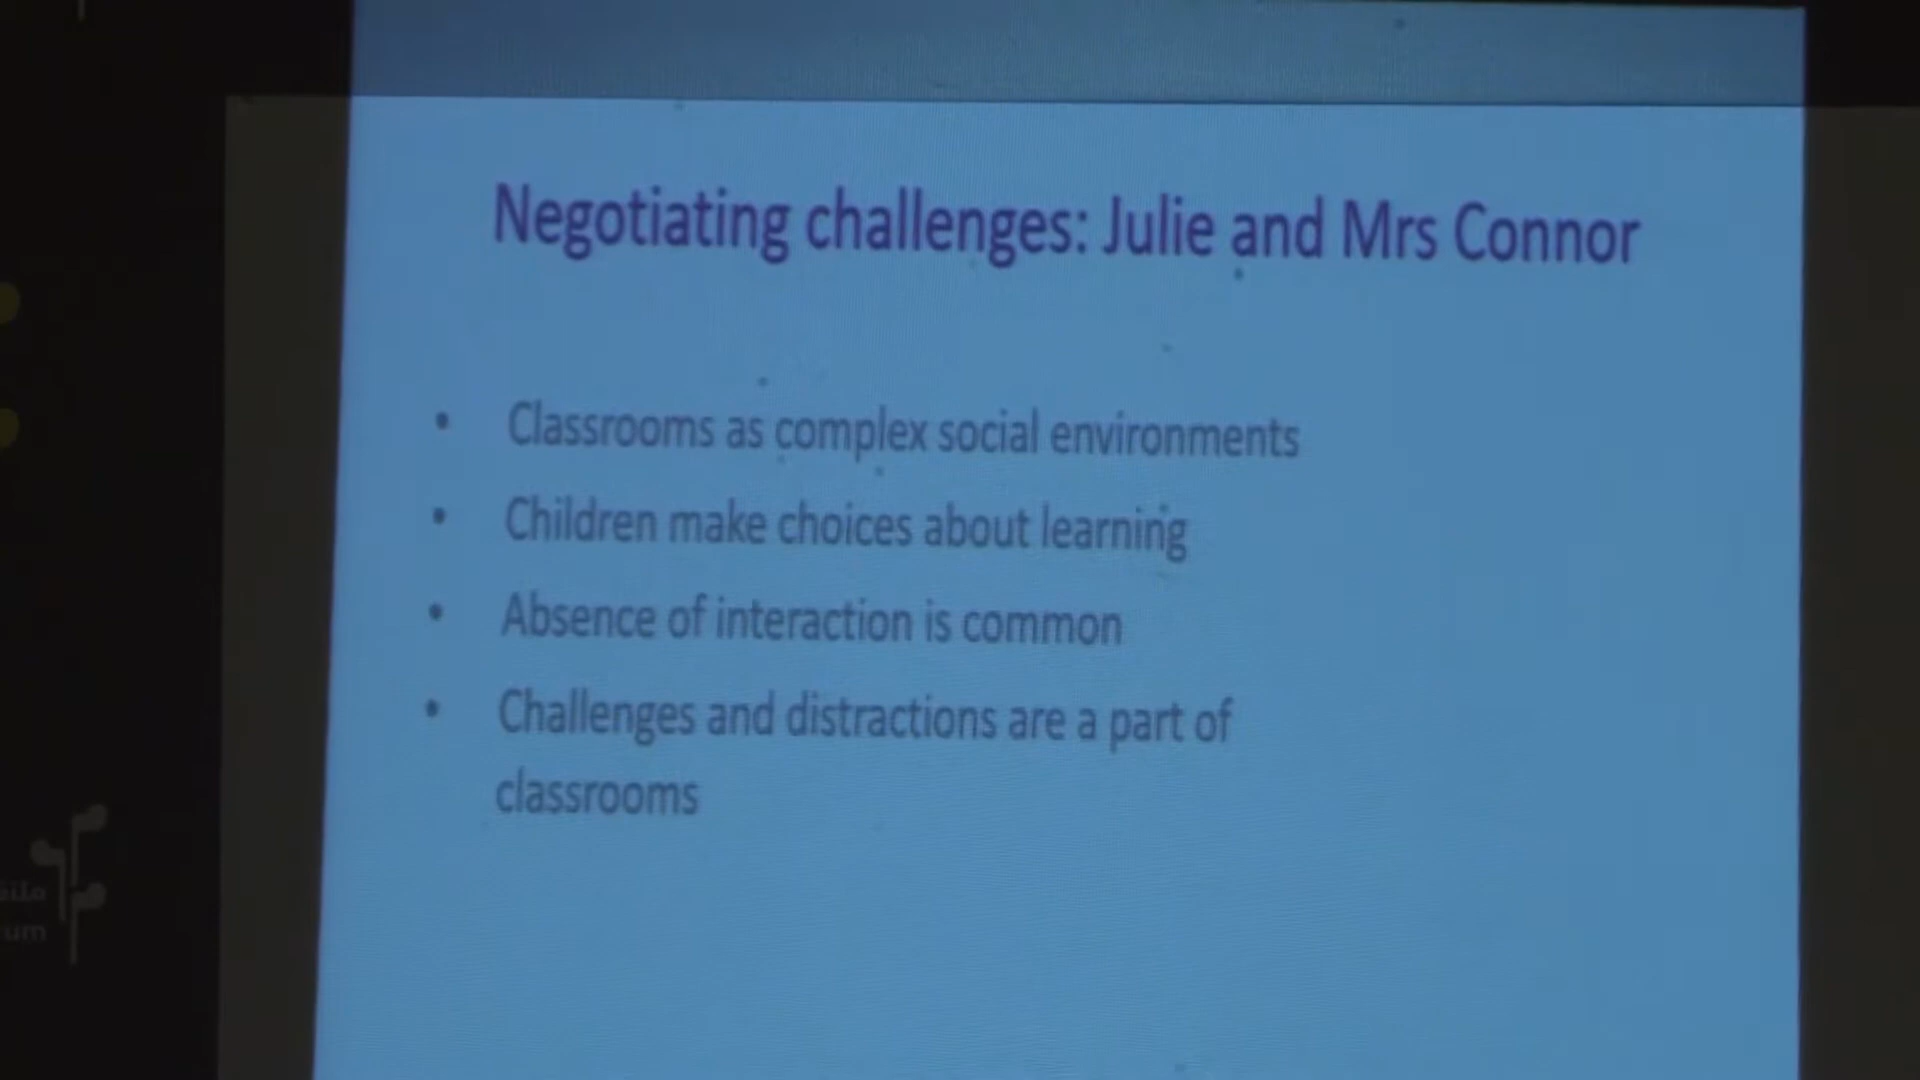 Negotiating challenges: Julie and Mrs Connor
• Classrooms as complex social environments
• Children make choices about learning
• Absence of interaction is common
• Challenges and distractions are a part of
classrooms